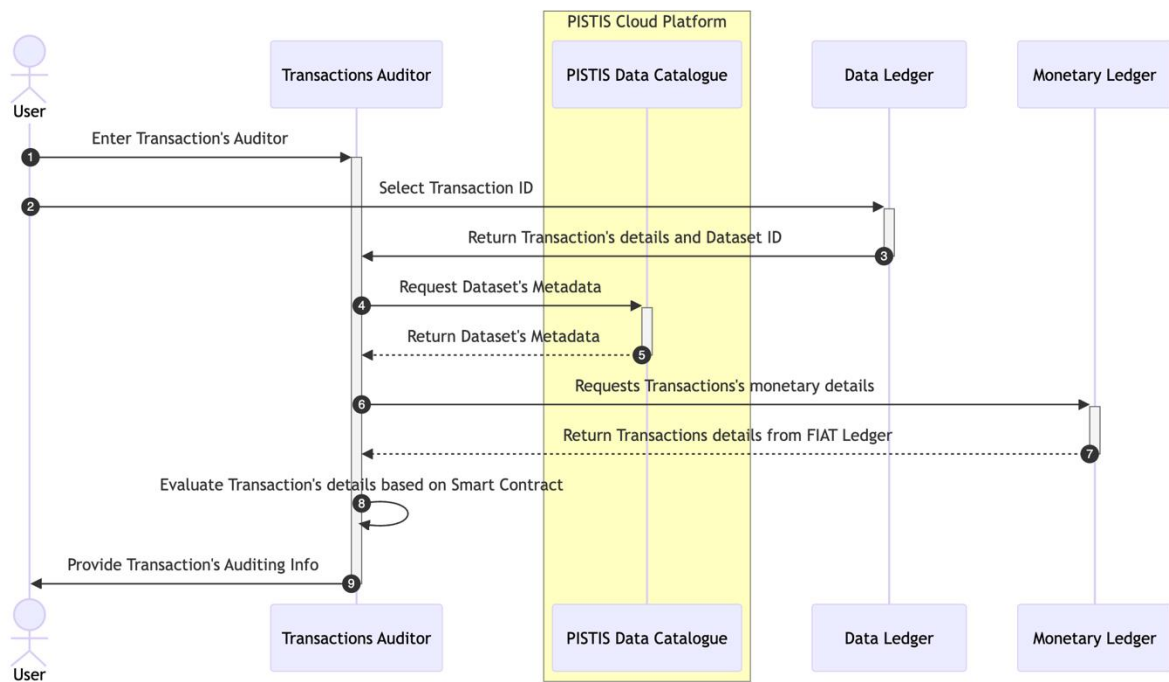 PISTIS Cloud Platform
User
Transactions Auditor
PISTIS Data Catalogue
Data Ledger
Monetary Ledger
1
Enter Transaction's Auditor
2
Select Transaction ID
Return Transaction's details and Dataset ID
3
4
Request Dataset's Metadata
Return Dataset's Metadata
5
6
Requests Transactions's monetary details
Return Transactions details from FIAT Ledger
7
Evaluate Transaction's details based on Smart Contract
8
Provide Transaction's Auditing Info
9
User
Transactions Auditor
PISTIS Data Catalogue
Data Ledger
Monetary Ledger